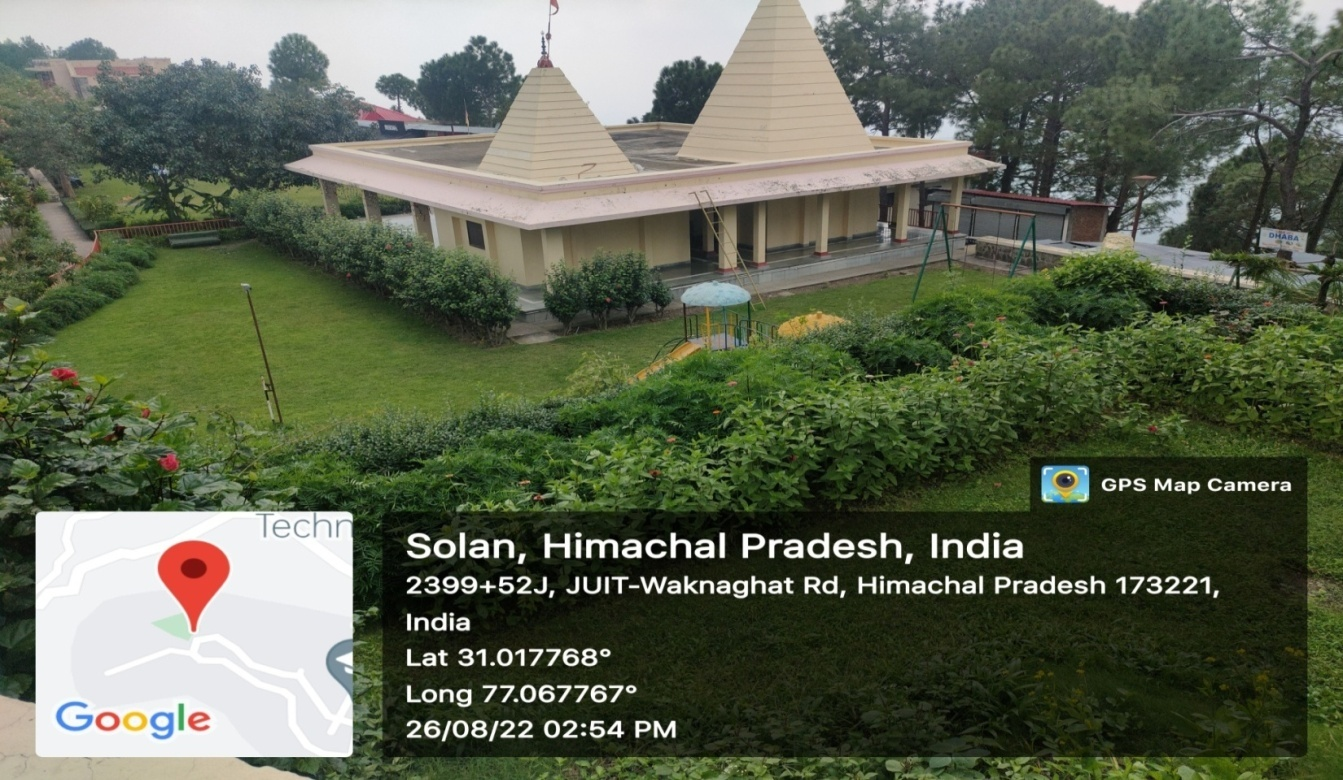 DHABA
GPS Map Camera
Techn
Google
Solan, Himachal Pradesh, India
2399+52J, JUIT-Waknaghat Rd, Himachal Pradesh 173221,
India
Lat 31.017768°
Long 77.067767°
26/08/22 02:54 PM